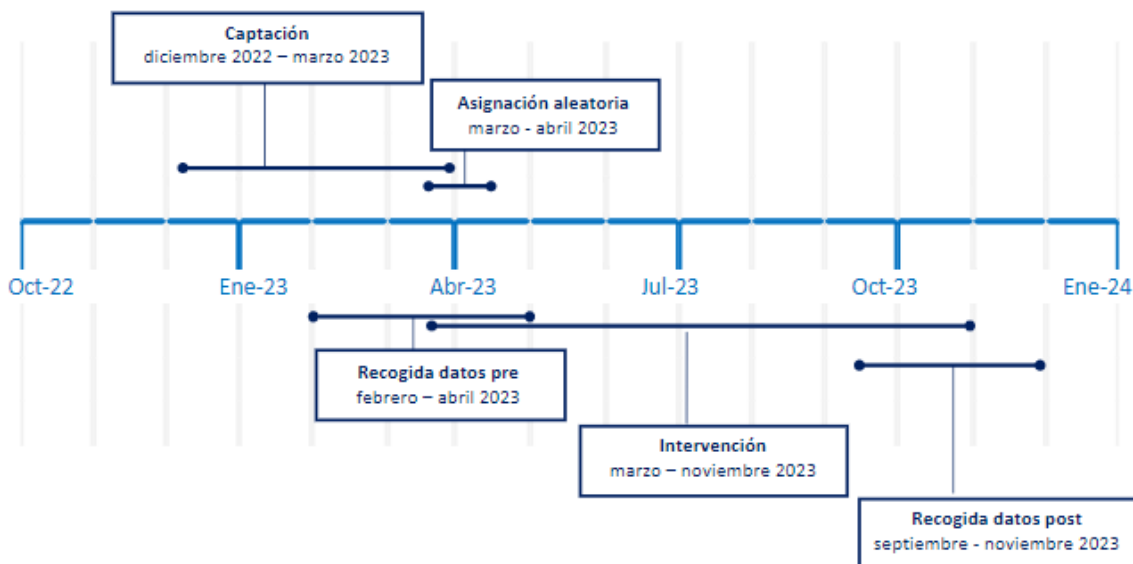 Captación
diciembre 2022 – marzo 2023
Asignación aleatoria
marzo - abril 2023
Oct-22
Ene-23
Abr-23
Jul-23
Oct-23
Ene-24
Recogida datos pre
febrero – abril 2023
Intervención
marzo – noviembre 2023
Recogida datos post
septiembre - noviembre 2023